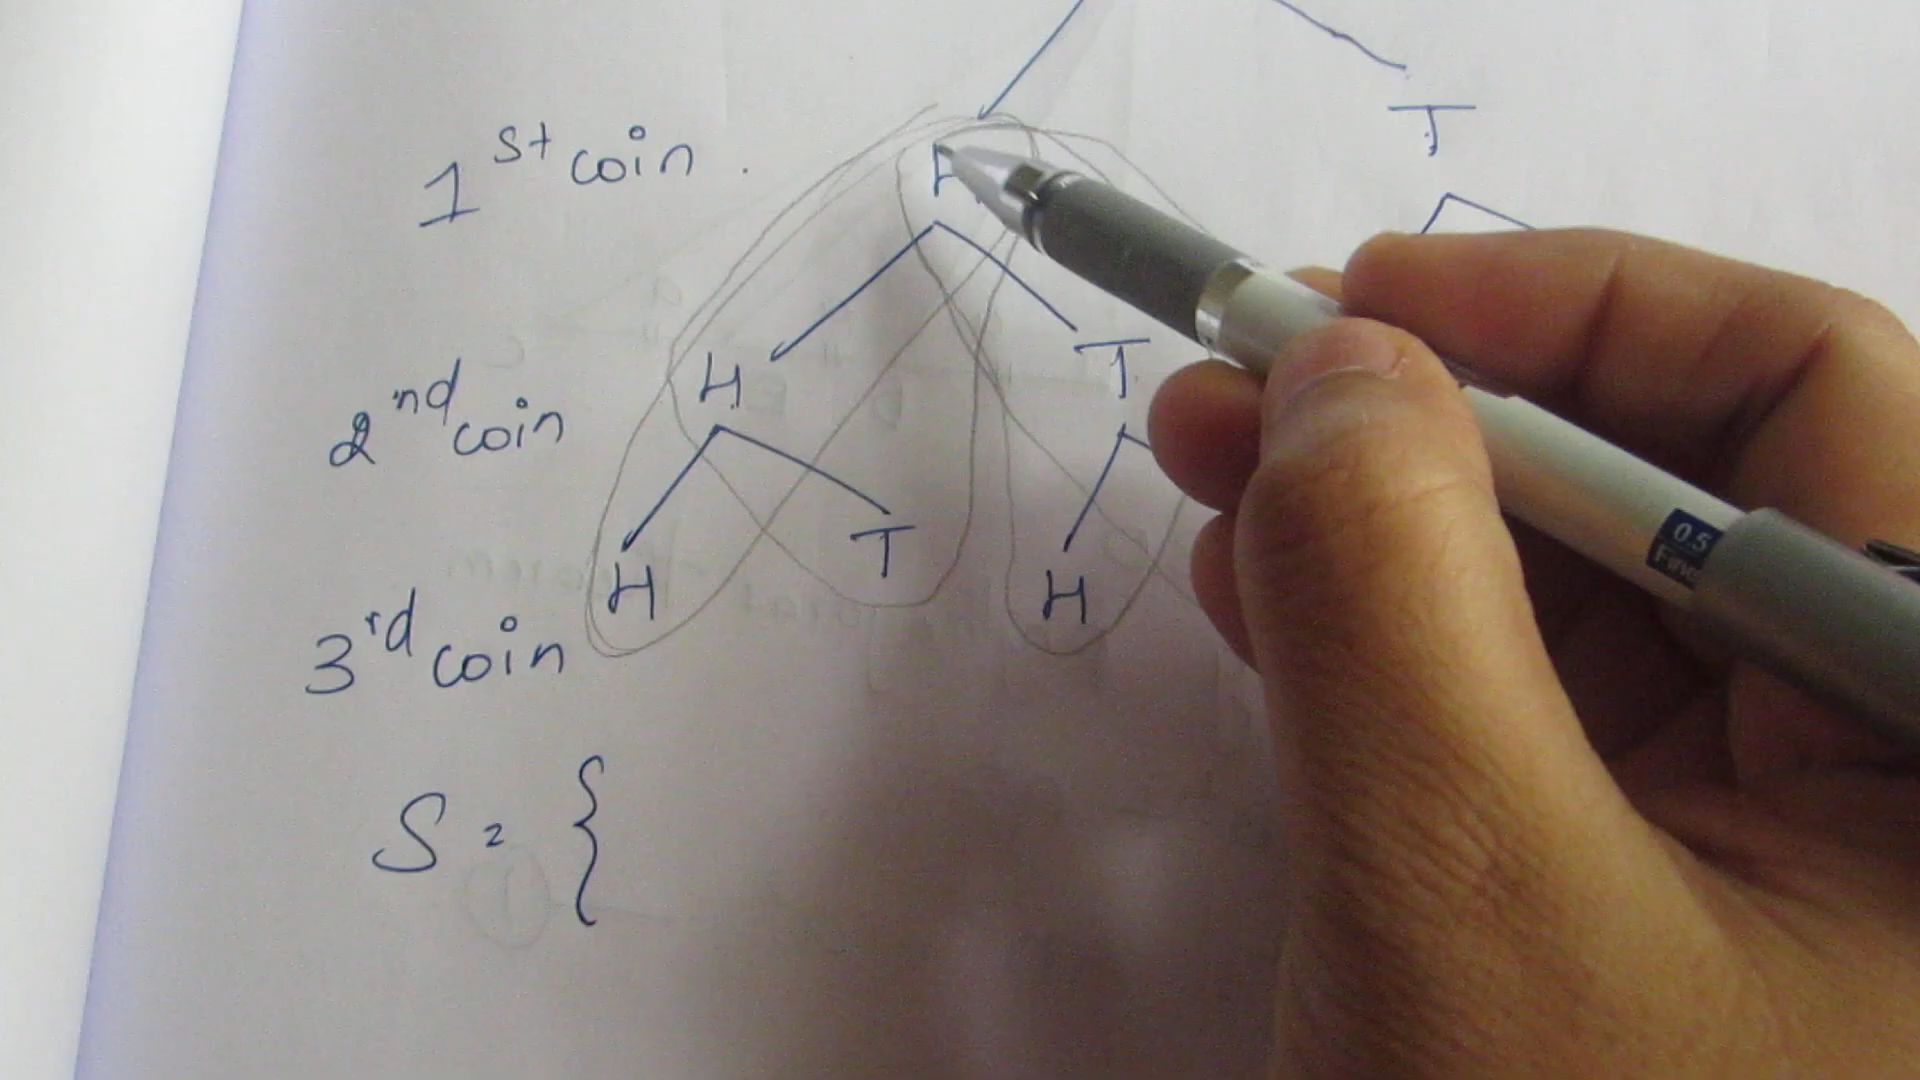 1st coin .
H T
2nd coin
H T
H T H
3rd coin
S = {
0.5